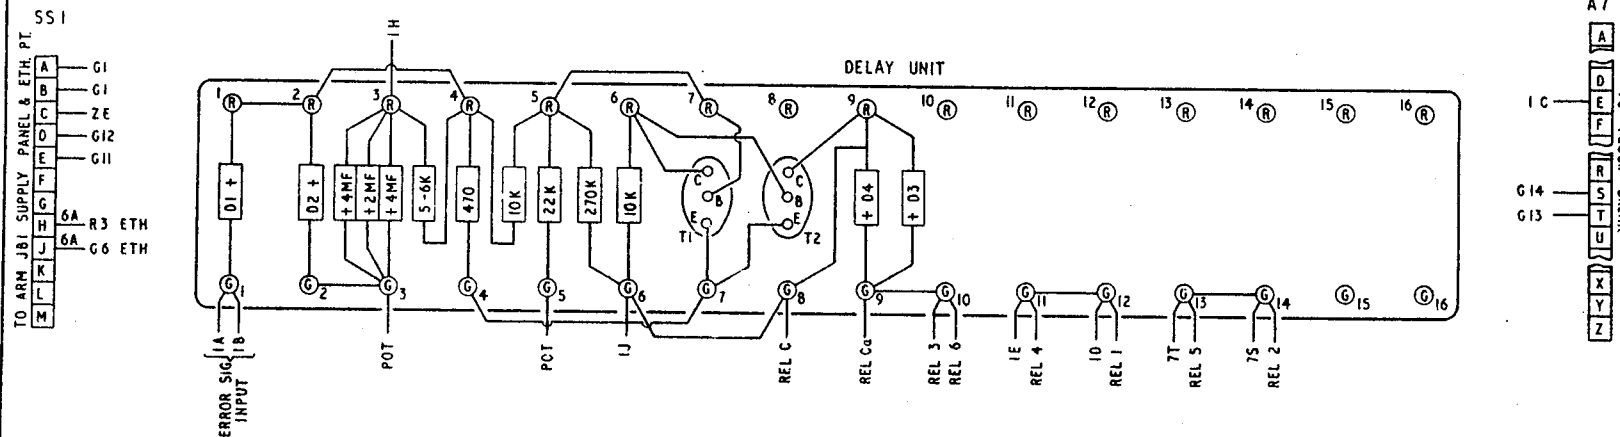 SS1
TO ARM JB1 SUPPLY PANEL & ETH. PT.
A G1
B G1
C ZE
D G12
E G11
F
G
H 6A R3 ETH
J 6A G6 ETH
K
L
M
1H
DELAY UNIT
1 2 3 4 5 6 7 8 9 10 11 12 13 14 15 16
R R R R R R R R R R R R R R R R
D1 +
D2 +
+4MF
+2MF
+4MF
5-6K
470
10K
22K
270K
10K
C
B
E
T1
C
B
E
T2
+ D4
+ D3
G G G G G G G G G G G G G G G G
1 2 3 4 5 6 7 8 9 10 11 12 13 14 15 16
1A
1B
ERROR SIG.
INPUT
POT
POT
1J
REL C
REL Ca
REL 3
REL 6
1E
REL 4
1D
REL 1
7T
REL 5
7S
REL 2
A7
A
D
1C E
F
R
G14 S
G13 T
U
X
Y
Z